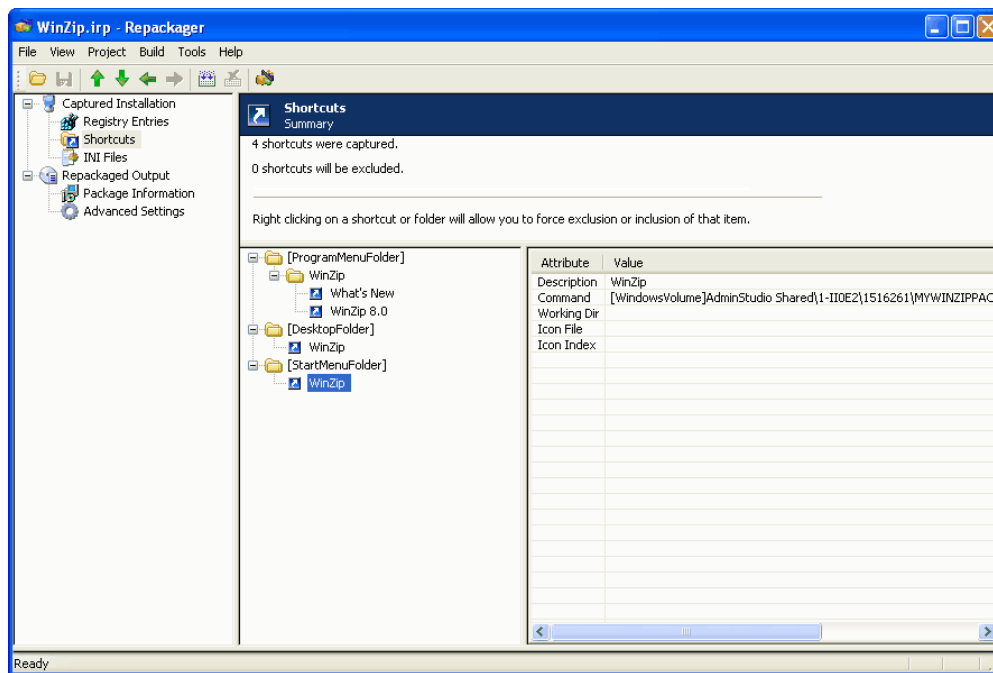 WinZip.irp - Repackager
File View Project Build Tools Help
Captured Installation
Registry Entries
Shortcuts
INI Files
Repackaged Output
Package Information
Advanced Settings
Shortcuts
Summary
4 shortcuts were captured.
0 shortcuts will be excluded.
Right clicking on a shortcut or folder will allow you to force exclusion or inclusion of that item.
[ProgramMenuFolder]
WinZip
What's New
WinZip 8.0
[DesktopFolder]
WinZip
[StartMenuFolder]
WinZip
Attribute Value
Description WinZip
Command [WindowsVolume]AdminStudio Shared\1-II0E2\1516261\MYWINZIPPAC
Working Dir
Icon File
Icon Index
Ready